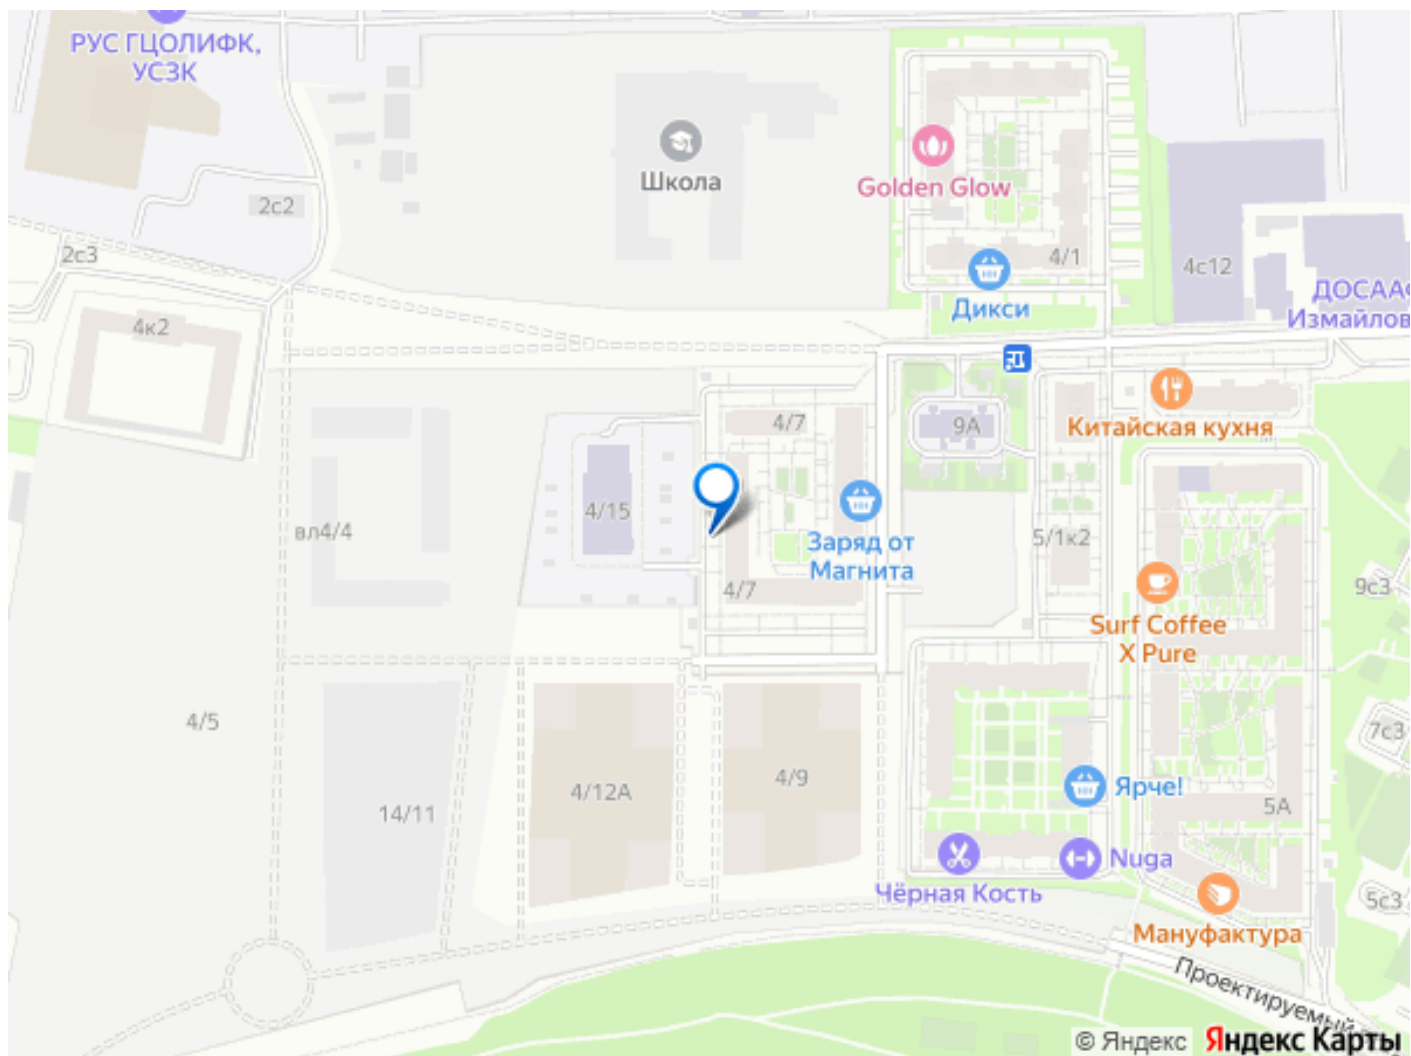 РУС ГЦОЛИФК,
УСЗК
Школа
Golden Glow
2с2
2с3
4/1
4с12
Дикси
ДОСААФ
Измайлов
4к2
4/7
9А
Китайская кухня
4/15
вл4/4
Заряд от
Магнита
5/1к2
4/7
9с3
Surf Coffee
X Pure
4/5
7с3
4/12А
4/9
Ярче!
5А
14/11
Nuga
Чёрная Кость
5с3
Мануфактура
Проектируемый
© Яндекс Яндекс Карты